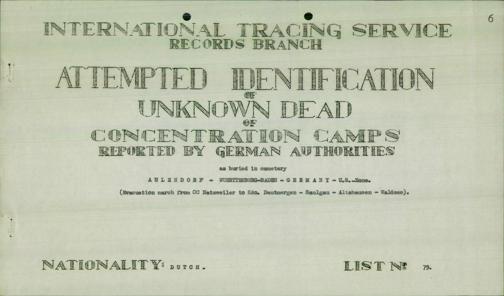 6
INTERNATIONAL TRACING SERVICE
RECORDS BRANCH
ATTEMPTED IDENTIFICATION
OF
UNKNOWN DEAD
OF
CONCENTRATION CAMPS
REPORTED BY GERMAN AUTHORITIES
as buried in cemetery
AULENDORF - WUERTTEMBERG-BADEN - GERMANY - U.S. Zone.
(Evacuation march from CC Natzweiler to Kdo. Dautmergen - Saulgau - Altshausen - Waldsee).
NATIONALITY: DUTCH.
LIST Nº 79.